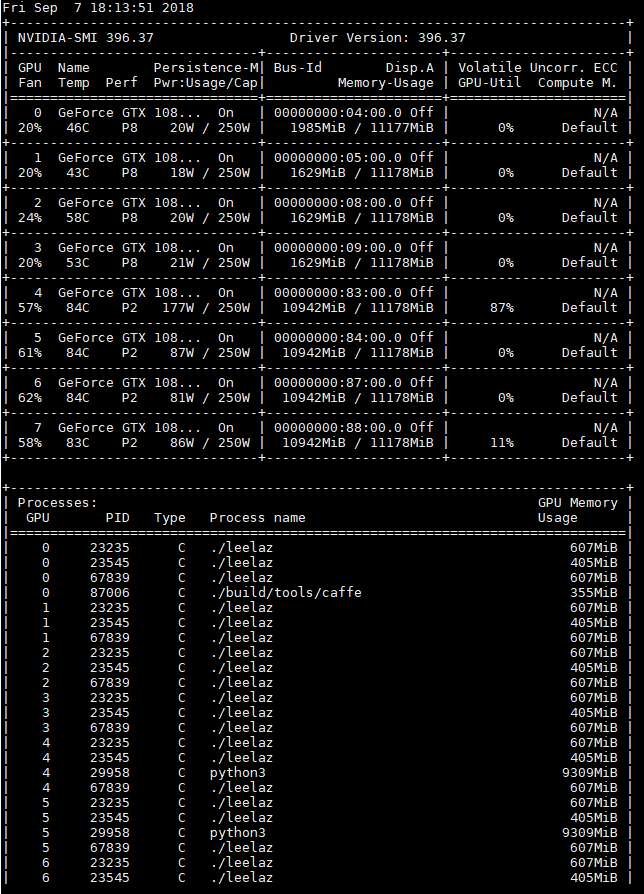 Fri Sep  7 18:13:51 2018
+-----------------------------------------------------------------------------+
| NVIDIA-SMI 396.37                 Driver Version: 396.37                    |
|-------------------------------+----------------------+----------------------+
| GPU  Name        Persistence-M| Bus-Id        Disp.A | Volatile Uncorr. ECC |
| Fan  Temp  Perf  Pwr:Usage/Cap|         Memory-Usage | GPU-Util  Compute M. |
|===============================+======================+======================|
|   0  GeForce GTX 108...  On   | 00000000:04:00.0 Off |                  N/A |
| 20%   46C    P8    20W / 250W |   1985MiB / 11177MiB |      0%      Default |
+-------------------------------+----------------------+----------------------+
|   1  GeForce GTX 108...  On   | 00000000:05:00.0 Off |                  N/A |
| 20%   43C    P8    18W / 250W |   1629MiB / 11178MiB |      0%      Default |
+-------------------------------+----------------------+----------------------+
|   2  GeForce GTX 108...  On   | 00000000:08:00.0 Off |                  N/A |
| 24%   58C    P8    20W / 250W |   1629MiB / 11178MiB |      0%      Default |
+-------------------------------+----------------------+----------------------+
|   3  GeForce GTX 108...  On   | 00000000:09:00.0 Off |                  N/A |
| 20%   53C    P8    21W / 250W |   1629MiB / 11178MiB |      0%      Default |
+-------------------------------+----------------------+----------------------+
|   4  GeForce GTX 108...  On   | 00000000:83:00.0 Off |                  N/A |
| 57%   84C    P2   177W / 250W |  10942MiB / 11178MiB |     87%      Default |
+-------------------------------+----------------------+----------------------+
|   5  GeForce GTX 108...  On   | 00000000:84:00.0 Off |                  N/A |
| 61%   84C    P2    87W / 250W |  10942MiB / 11178MiB |      0%      Default |
+-------------------------------+----------------------+----------------------+
|   6  GeForce GTX 108...  On   | 00000000:87:00.0 Off |                  N/A |
| 62%   84C    P2    81W / 250W |  10942MiB / 11178MiB |      0%      Default |
+-------------------------------+----------------------+----------------------+
|   7  GeForce GTX 108...  On   | 00000000:88:00.0 Off |                  N/A |
| 58%   83C    P2    86W / 250W |  10942MiB / 11178MiB |     11%      Default |
+-------------------------------+----------------------+----------------------+

+-----------------------------------------------------------------------------+
| Processes:                                                       GPU Memory |
|  GPU       PID   Type   Process name                             Usage      |
|=============================================================================|
|    0     23235      C   ./leelaz                                     607MiB |
|    0     23545      C   ./leelaz                                     405MiB |
|    0     67839      C   ./leelaz                                     607MiB |
|    0     87006      C   ./build/tools/caffe                          355MiB |
|    1     23235      C   ./leelaz                                     607MiB |
|    1     23545      C   ./leelaz                                     405MiB |
|    1     67839      C   ./leelaz                                     607MiB |
|    2     23235      C   ./leelaz                                     607MiB |
|    2     23545      C   ./leelaz                                     405MiB |
|    2     67839      C   ./leelaz                                     607MiB |
|    3     23235      C   ./leelaz                                     607MiB |
|    3     23545      C   ./leelaz                                     405MiB |
|    3     67839      C   ./leelaz                                     607MiB |
|    4     23235      C   ./leelaz                                     607MiB |
|    4     23545      C   ./leelaz                                     405MiB |
|    4     29958      C   python3                                     9309MiB |
|    4     67839      C   ./leelaz                                     607MiB |
|    5     23235      C   ./leelaz                                     607MiB |
|    5     23545      C   ./leelaz                                     405MiB |
|    5     29958      C   python3                                     9309MiB |
|    5     67839      C   ./leelaz                                     607MiB |
|    6     23235      C   ./leelaz                                     607MiB |
|    6     23545      C   ./leelaz                                     405MiB |